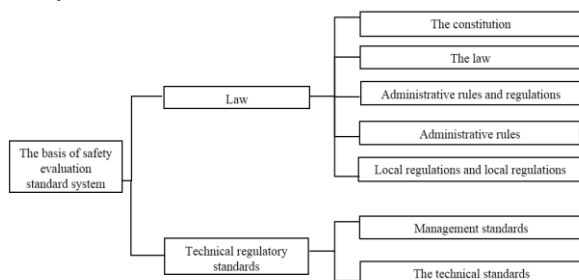 The constitution
The law
Law
Administrative rules and regulations
Administrative rules
The basis of safety
evaluation
standard system
Local regulations and local regulations
Management standards
Technical regulatory
standards
The technical standards